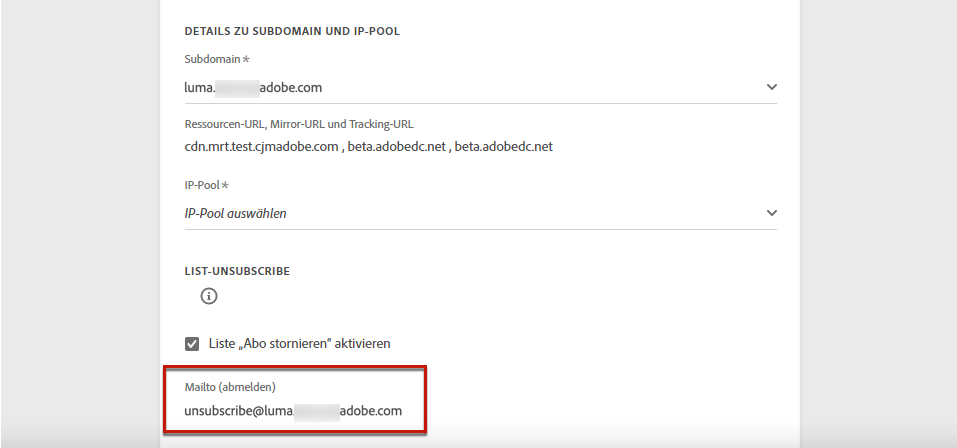 DETAILS ZU SUBDOMAIN UND IP-POOL
Subdomain*
luma. adobe.com
Ressourcen-URL, Mirror-URL und Tracking-URL
cdn.mrt.test.cjmadobe.com , beta.adobedc.net , beta.adobedc.net
IP-Pool*
IP-Pool auswählen
LIST-UNSUBSCRIBE
Liste „Abo stornieren“ aktivieren
Mailto (abmelden)
unsubscribe@luma. adobe.com